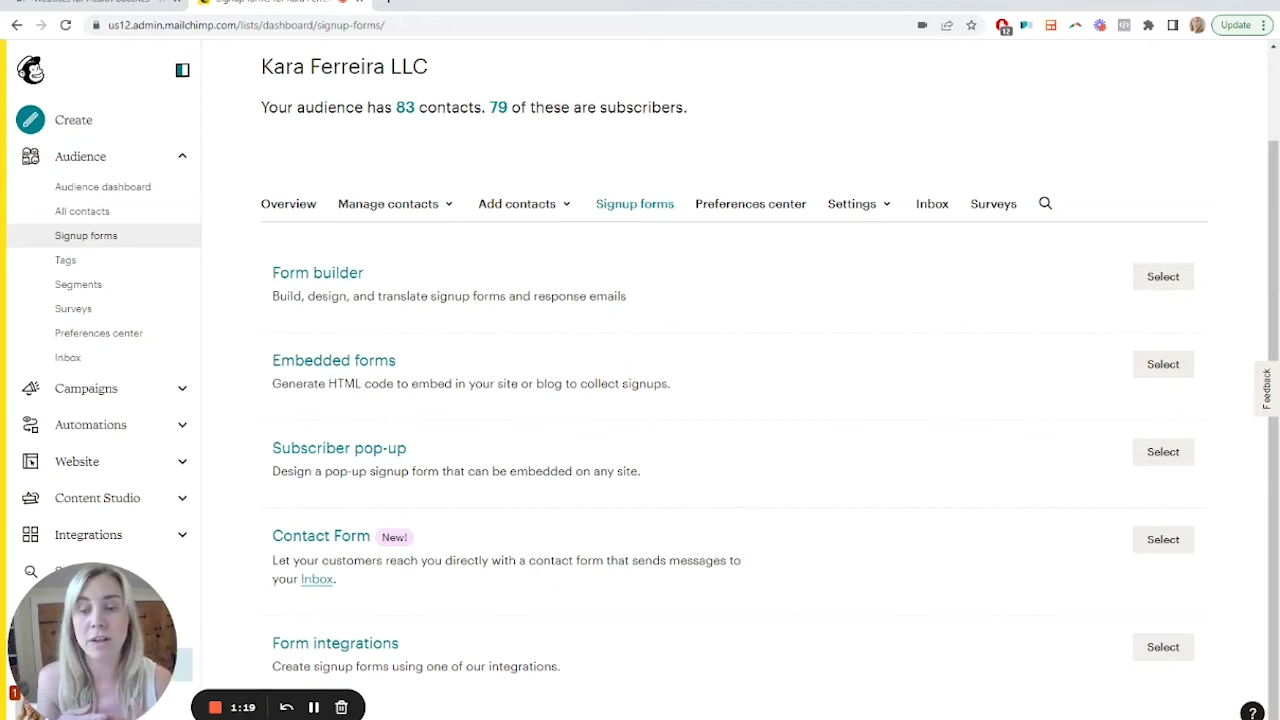 us12.admin.mailchimp.com/lists/dashboard/signup-forms/
12
Update
Kara Ferreira LLC
Your audience has 83 contacts. 79 of these are subscribers.
Create
Audience
Audience dashboard
All contacts
Signup forms
Tags
Segments
Surveys
Preferences center
Inbox
Campaigns
Automations
Website
Content Studio
Integrations
Overview
Manage contacts
Add contacts
Signup forms
Preferences center
Settings
Inbox
Surveys
Form builder
Build, design, and translate signup forms and response emails
Select
Embedded forms
Generate HTML code to embed in your site or blog to collect signups.
Select
Subscriber pop-up
Design a pop-up signup form that can be embedded on any site.
Select
Contact Form New!
Let your customers reach you directly with a contact form that sends messages to
your Inbox.
Select
Form integrations
Create signup forms using one of our integrations.
Select
Feedback
1
1:19
?